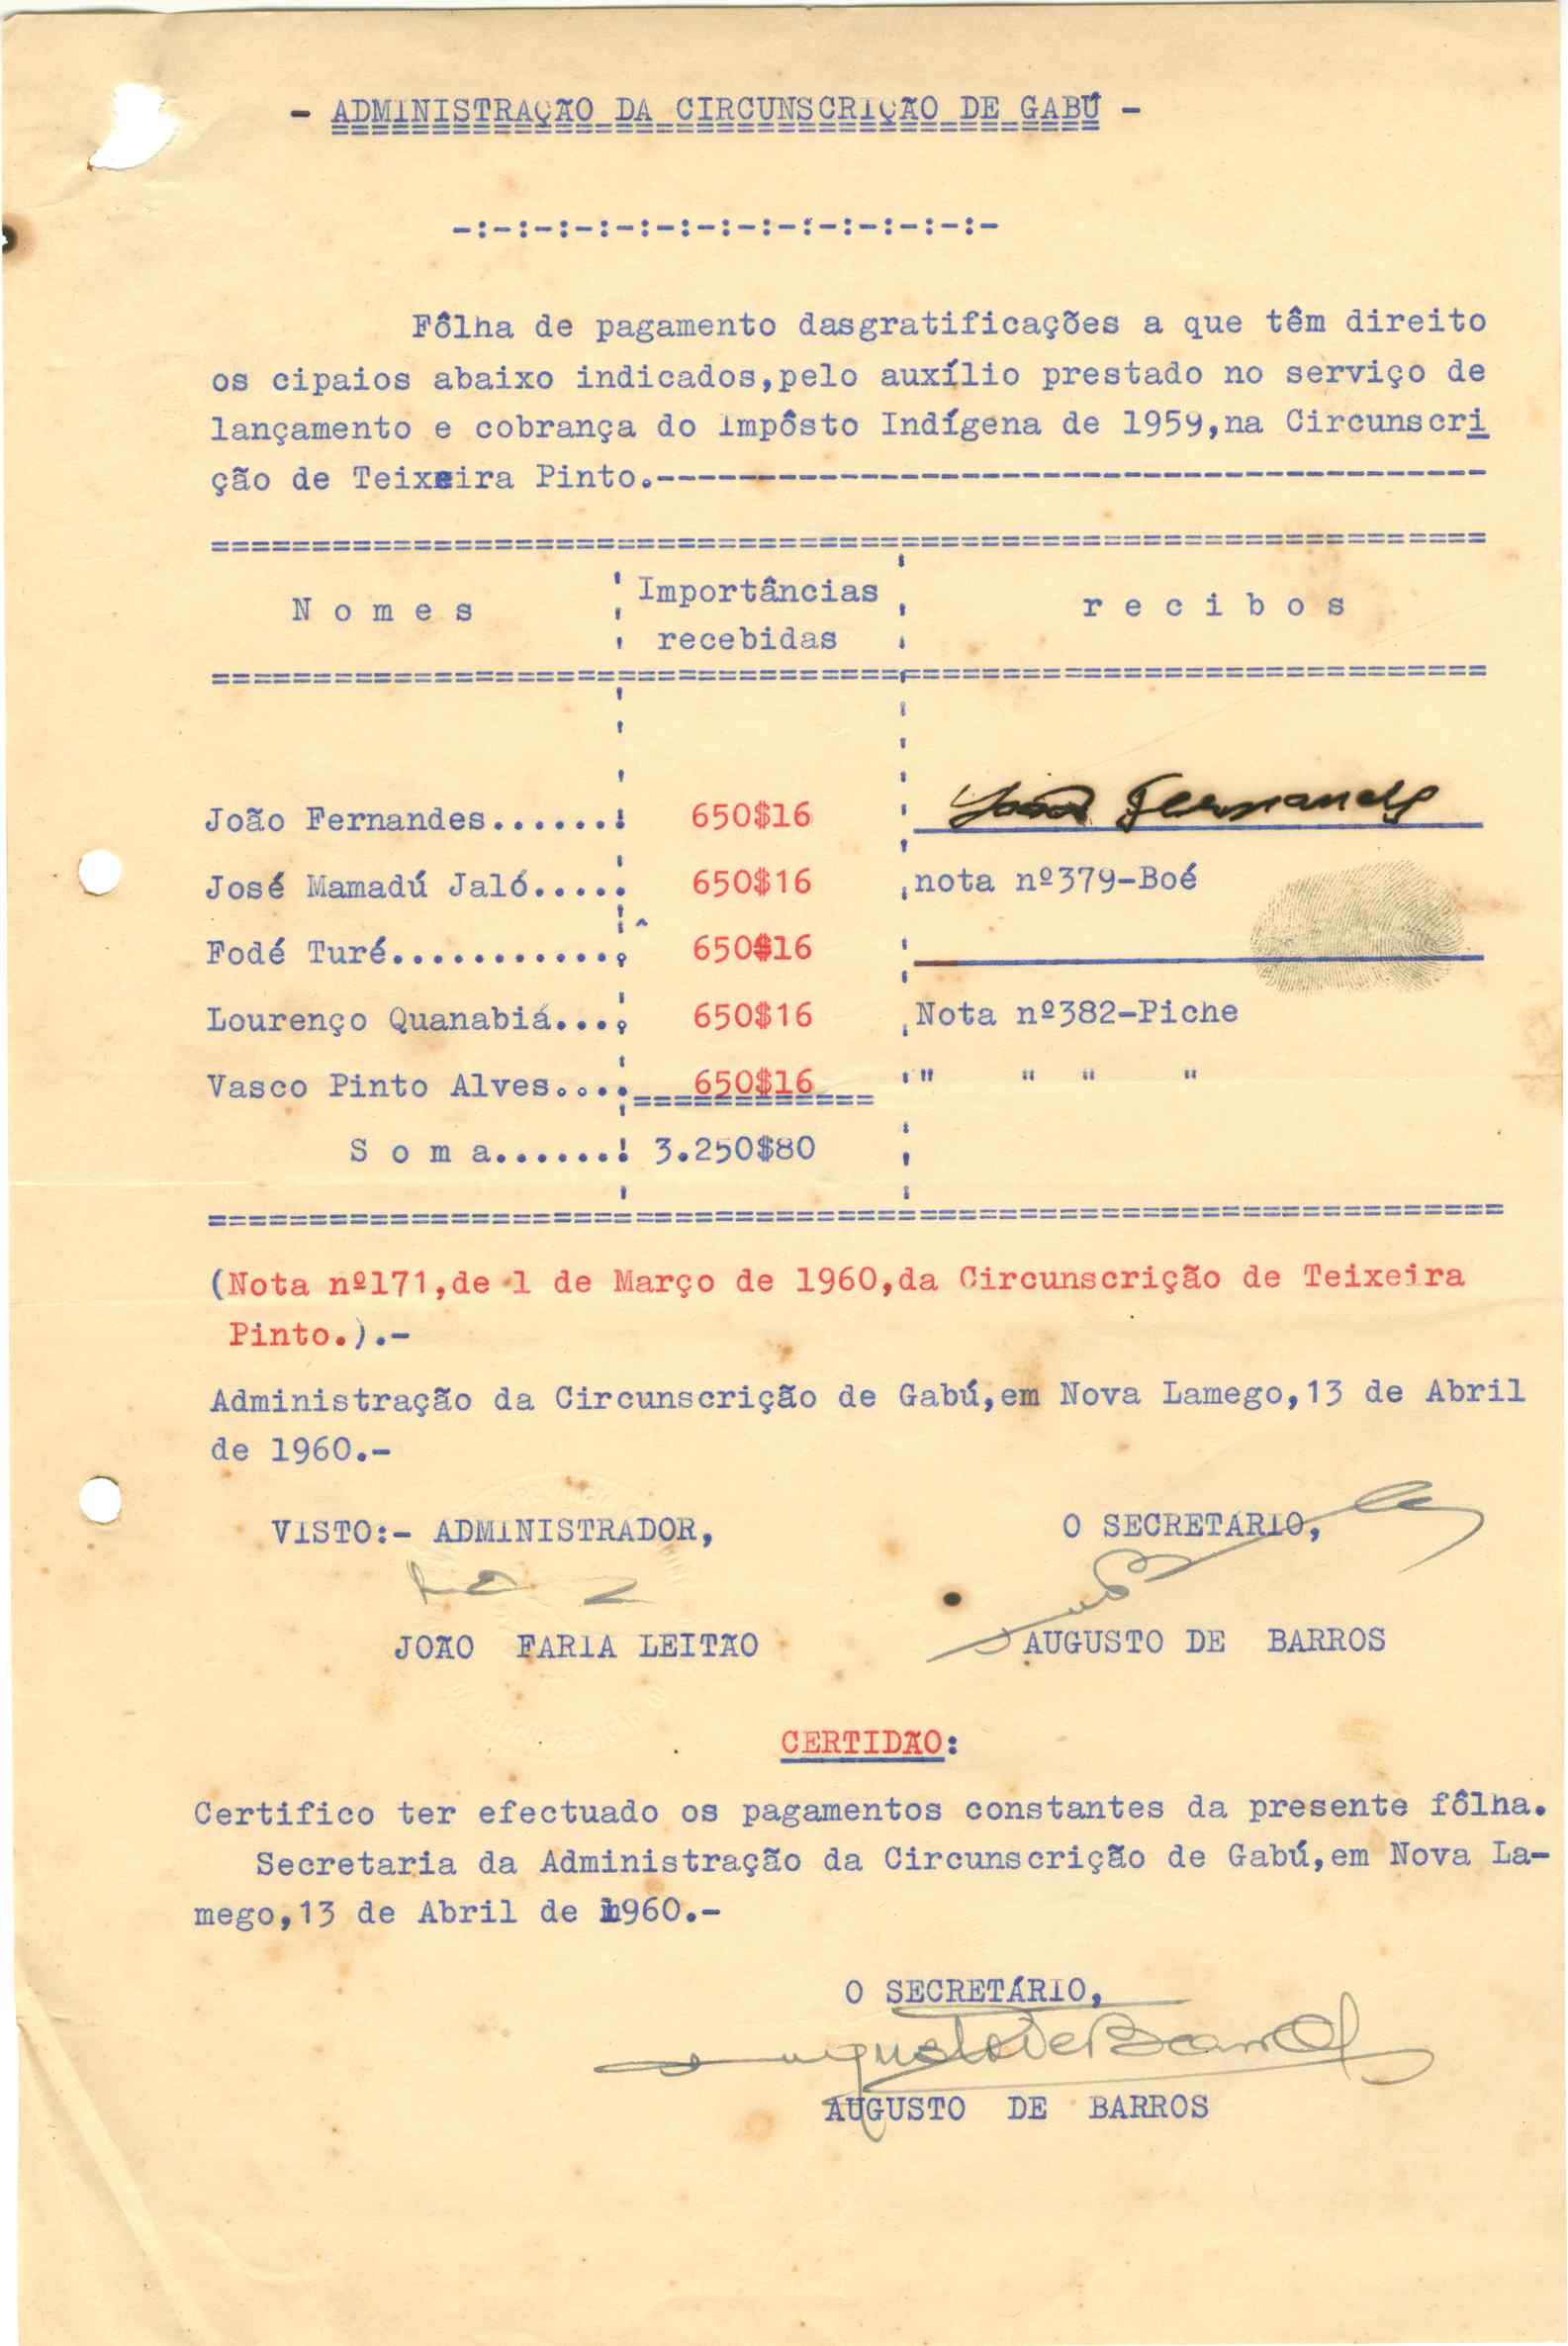 - ADMINISTRAÇÃO DA CIRCUNSCRIÇÃO DE GABÚ -
-:-:-:-:-:-:-:-:-:-:-:-:-:-
Fôlha de pagamento dasgratificações a que têm direito
os cipaios abaixo indicados,pelo auxílio prestado no serviço de
lançamento e cobrança do Impôsto Indígena de 1959,na Circunscri
ção de Teixeira Pinto.-----------------------------------------
N o m e s Importâncias recebidas r e c i b o s
João Fernandes...... 650$16 João Fernandes
José Mamadú Jaló..... 650$16 nota nº379-Boé
Fodé Turé........... 650$16
Lourenço Quanabiá... 650$16 Nota nº382-Piche
Vasco Pinto Alves.... 650$16 " " " "
S o m a......! 3.250$80
(Nota nº171,de 1 de Março de 1960,da Circunscrição de Teixeira
Pinto.).-
Administração da Circunscrição de Gabú,em Nova Lamego,13 de Abril
de 1960.-
VISTO:- ADMINISTRADOR, O SECRETÁRIO,
JOÃO FARIA LEITÃO AUGUSTO DE BARROS
CERTIDÃO:
Certifico ter efectuado os pagamentos constantes da presente fôlha.
Secretaria da Administração da Circunscrição de Gabú,em Nova La-
mego,13 de Abril de 1960.-
O SECRETÁRIO,
Augusto de Barros
AUGUSTO DE BARROS